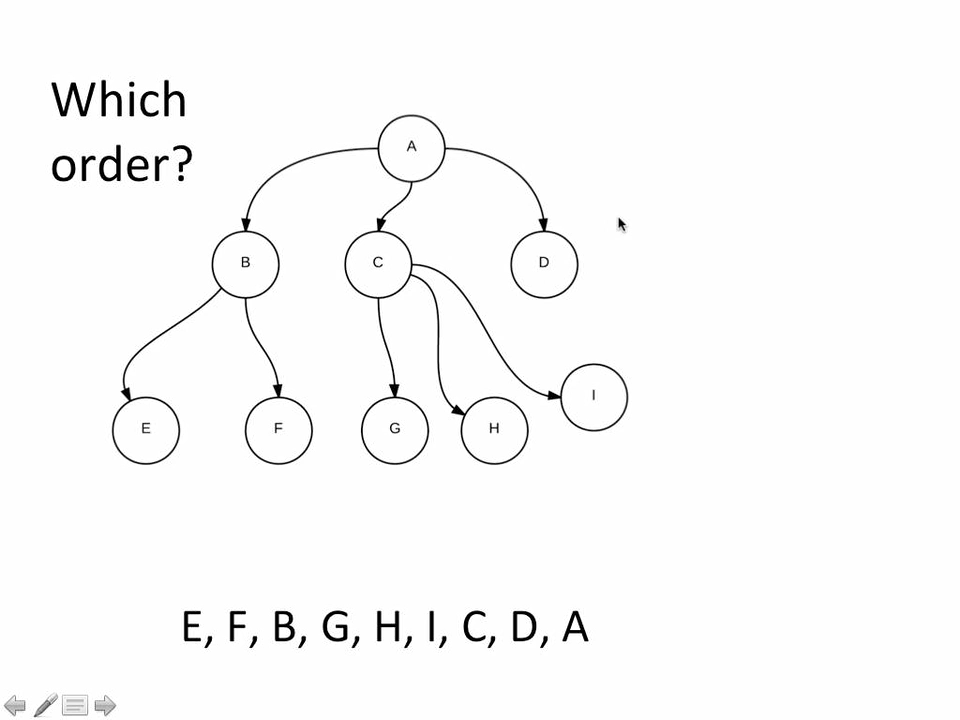 Which
order?
A
B
C
D
E
F
G
H
I
E, F, B, G, H, I, C, D, A